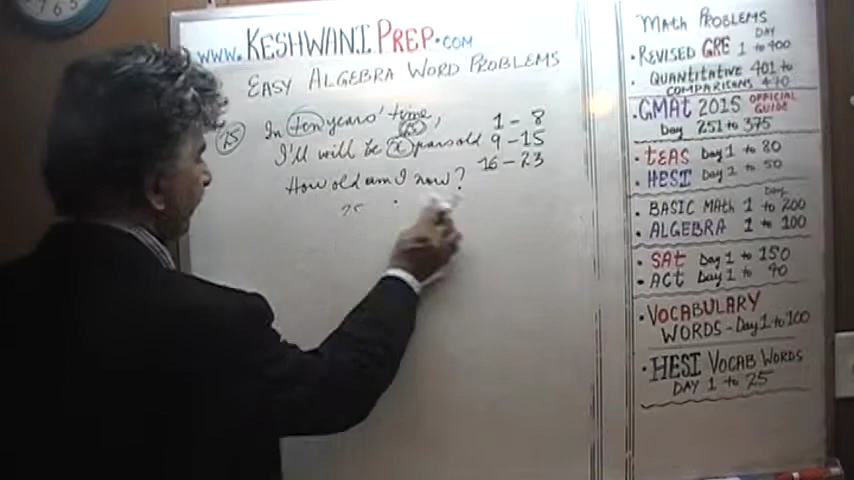 www.KESHWANIPREP.COM
EASY ALGEBRA WORD PROBLEMS
15
In ten years' time,
25
I'll will be x years old
How old am I now?
25
1-8
9-15
16-23
MATH PROBLEMS
DAY
• REVISED GRE 1 to 400
• QUANTITATIVE 401 to
COMPARISONS 470
GMAT 2015 OFFICIAL GUIDE
Day 251 to 375
• TEAS Day 1 to 80
• HESI Day 1 to 50
Day
• BASIC MATH 1 to 200
• ALGEBRA 1 to 100
• SAT Day 1 to 150
• ACT Day 1 to 90
• VOCABULARY
WORDS - Day 1 to 100
• HESI VOCAB WORDS
DAY 1 to 25